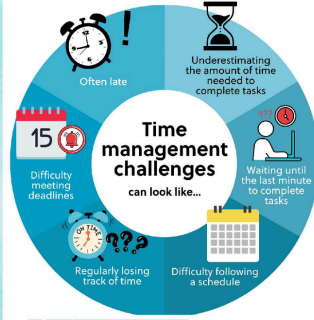 Time
management
challenges
can look like...
Often late
!
Underestimating
the amount of time
needed to
complete tasks
???
Waiting until
the last minute
to complete
tasks
Difficulty following
a schedule
ON TIME
???
Regularly losing
track of time
15
Difficulty
meeting
deadlines